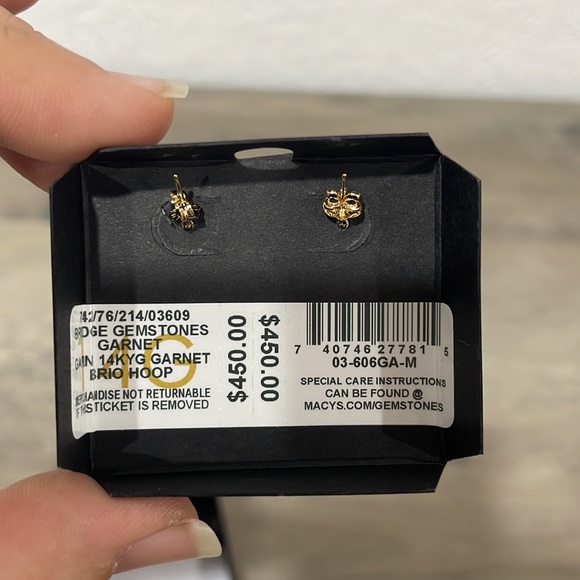 42/76/214/03609
BRIDGE GEMSTONES
GARNET
14KYG GARNET
BRIO HOOP
MERCHANDISE NOT RETURNABLE
IF THIS TICKET IS REMOVED
$450.00
$450.00
7 40746 27781 5
03-606GA-M
SPECIAL CARE INSTRUCTIONS
CAN BE FOUND @
MACYS.COM/GEMSTONES
G